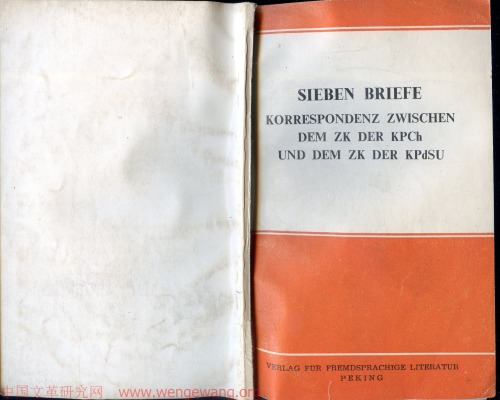 SIEBEN BRIEFE
KORRESPONDENZ ZWISCHEN
DEM ZK DER KPCh
UND DEM ZK DER KPdSU
VERLAG FÜR FREMDSPRACHIGE LITERATUR
PEKING
中国文革研究网 www.wengewang.org